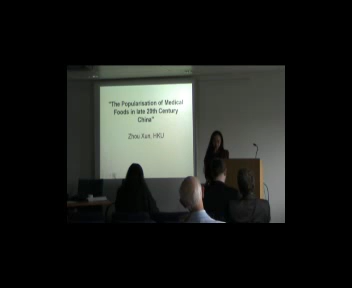 "The Popularisation of Medical
Foods in late 20th Century
China"
Zhou Xun, HKU